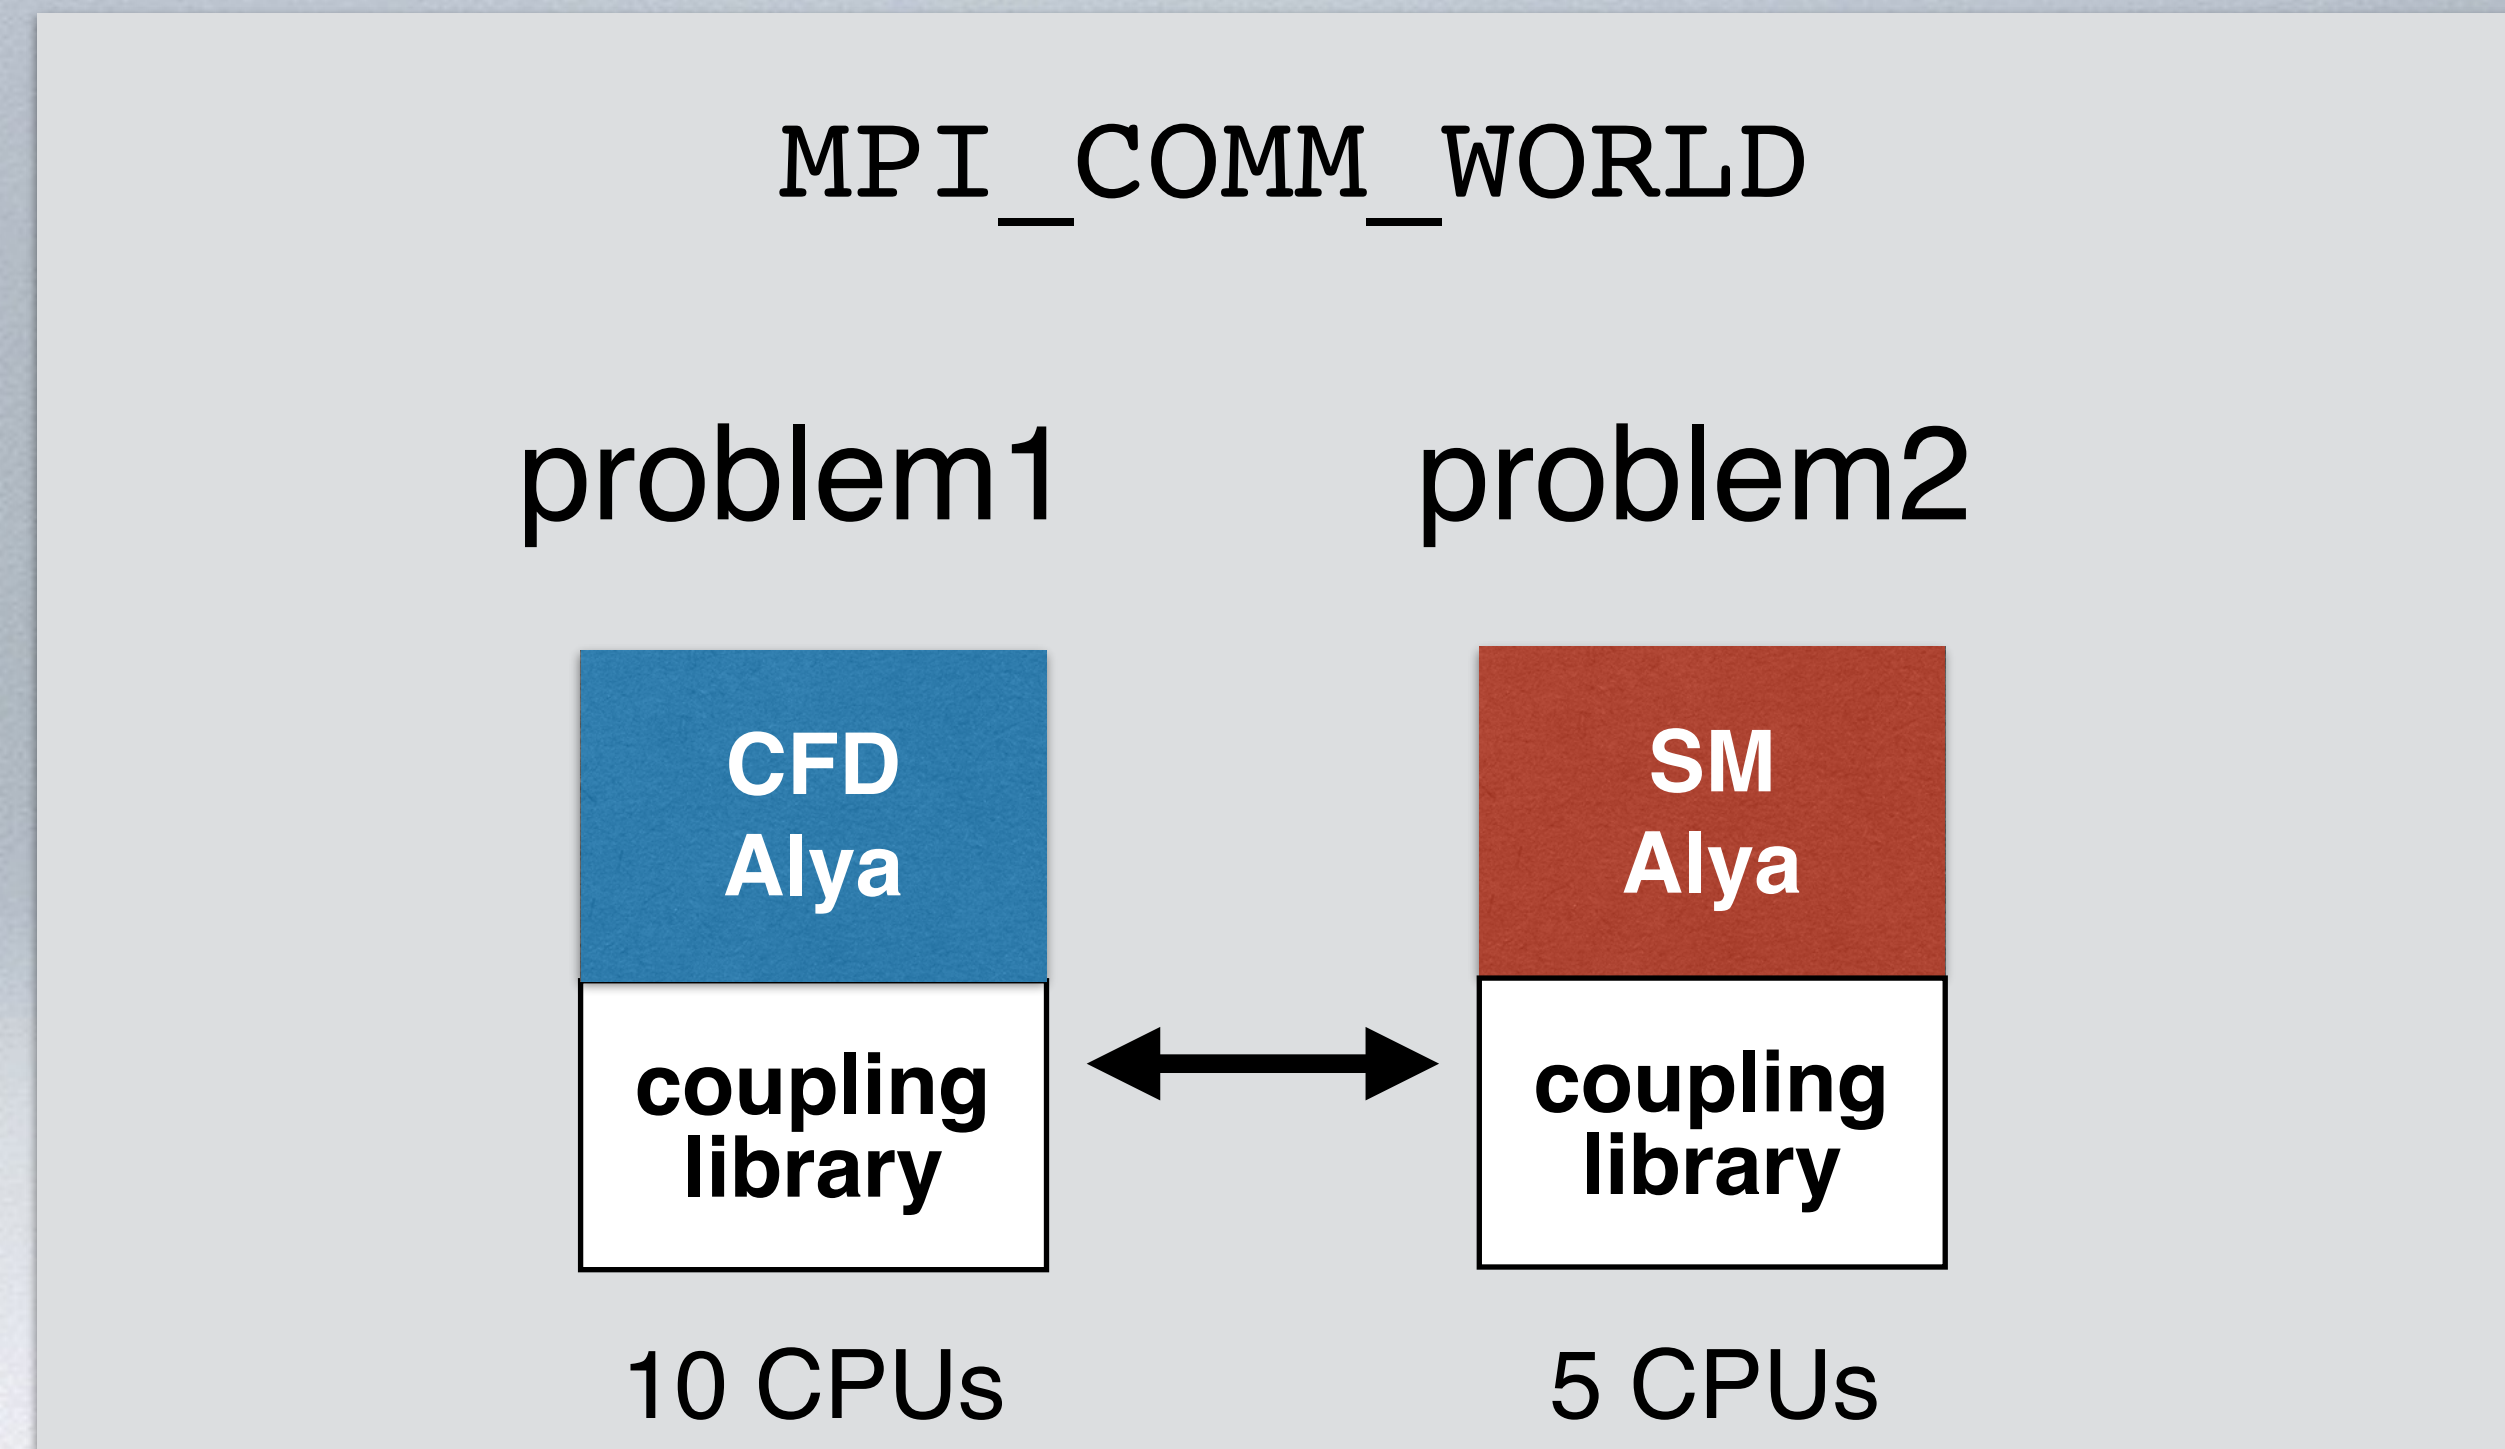 MPI_COMM_WORLD
problem1
problem2
CFD
Alya
SM
Alya
coupling
library
coupling
library
10 CPUs
5 CPUs